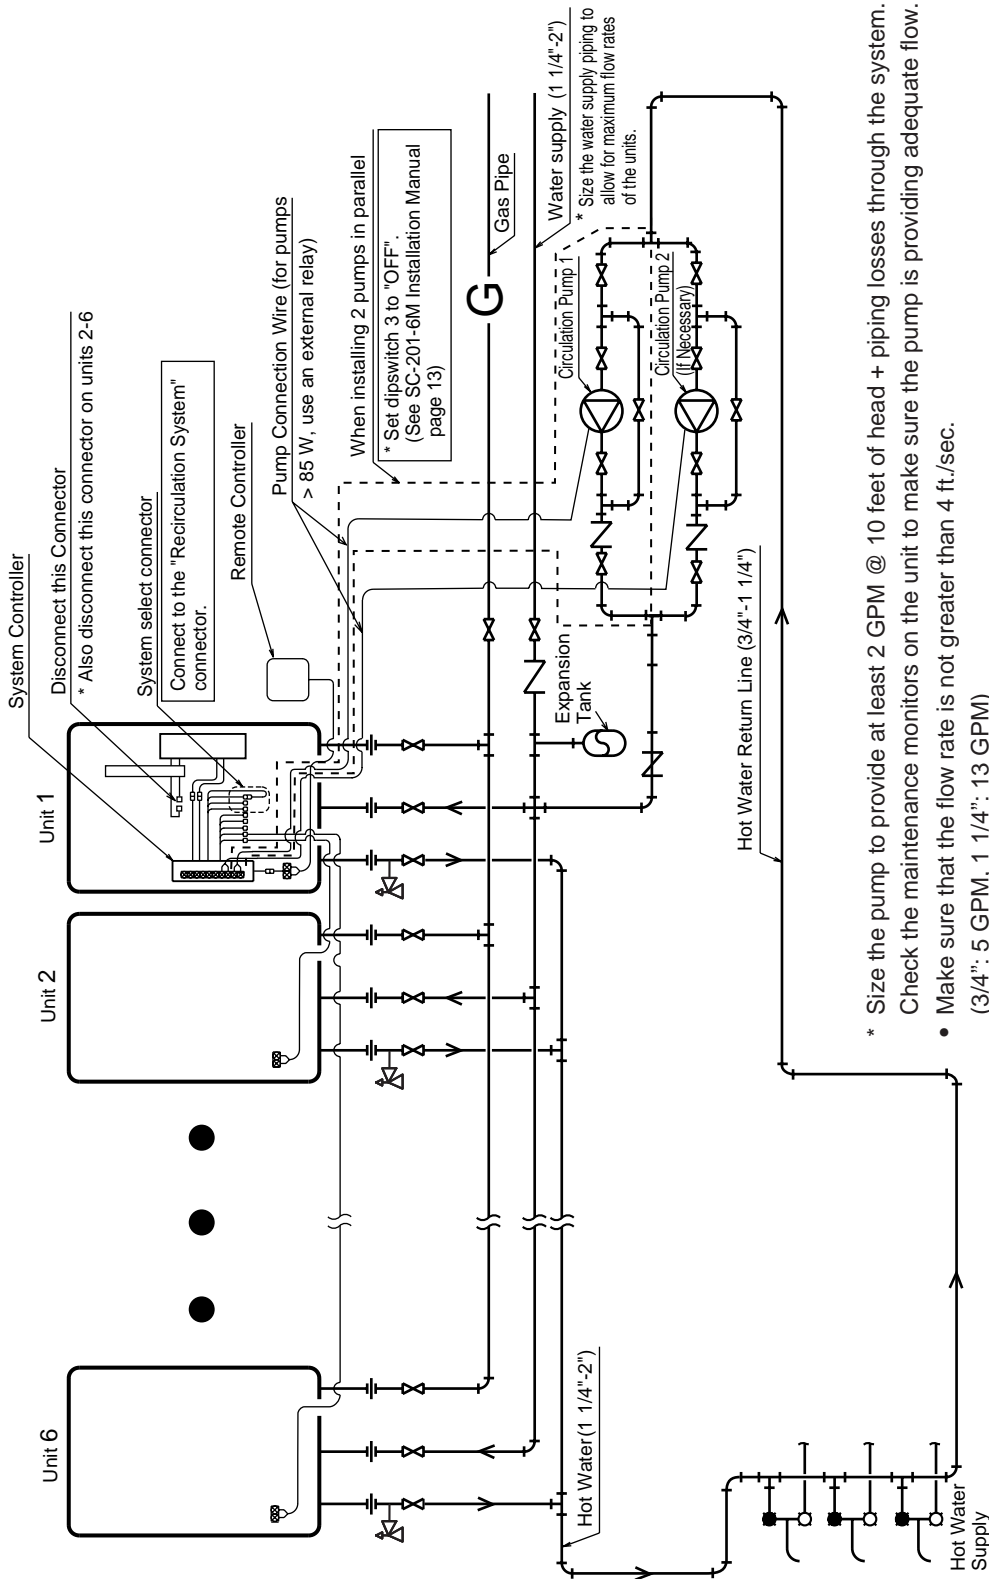 System Controller
Disconnect this Connector
* Also disconnect this connector on units 2-6
System select connector
Connect to the "Recirculation System"
connector.
Remote Controller
Pump Connection Wire (for pumps
> 85 W, use an external relay)
When installing 2 pumps in parallel
* Set dipswitch 3 to "OFF".
(See SC-201-6M Installation Manual
page 13)
G
Gas Pipe
Water supply (1 1/4"-2")
* Size the water supply piping to
allow for maximum flow rates
of the units.
Unit 1
Unit 2
Unit 6
Circulation Pump 1
Circulation Pump 2
(If Necessary)
Expansion
Tank
Hot Water (1 1/4"-2")
Hot Water Return Line (3/4"-1 1/4")
Hot Water
Supply
* Size the pump to provide at least 2 GPM @ 10 feet of head + piping losses through the system.
Check the maintenance monitors on the unit to make sure the pump is providing adequate flow.
• Make sure that the flow rate is not greater than 4 ft./sec.
(3/4”: 5 GPM, 1 1/4”: 13 GPM)